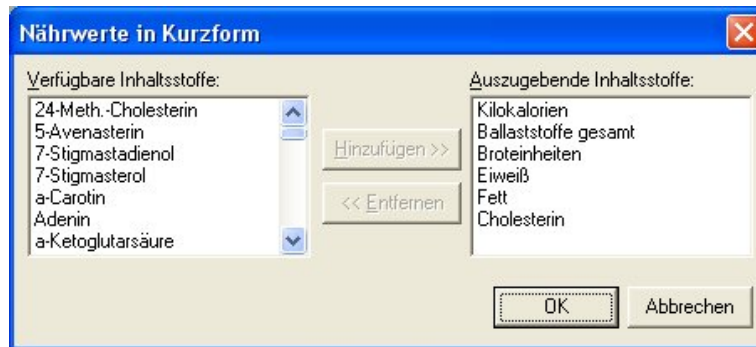 Nährwerte in Kurzform
Verfügbare Inhaltsstoffe:
24-Meth.-Cholesterin
5-Avenasterin
7-Stigmastadienol
7-Stigmasterol
a-Carotin
Adenin
a-Ketoglutarsäure
Hinzufügen >>
<< Entfernen
Auszugebende Inhaltsstoffe:
Kilokalorien
Ballaststoffe gesamt
Broteinheiten
Eiweiß
Fett
Cholesterin
OK
Abbrechen